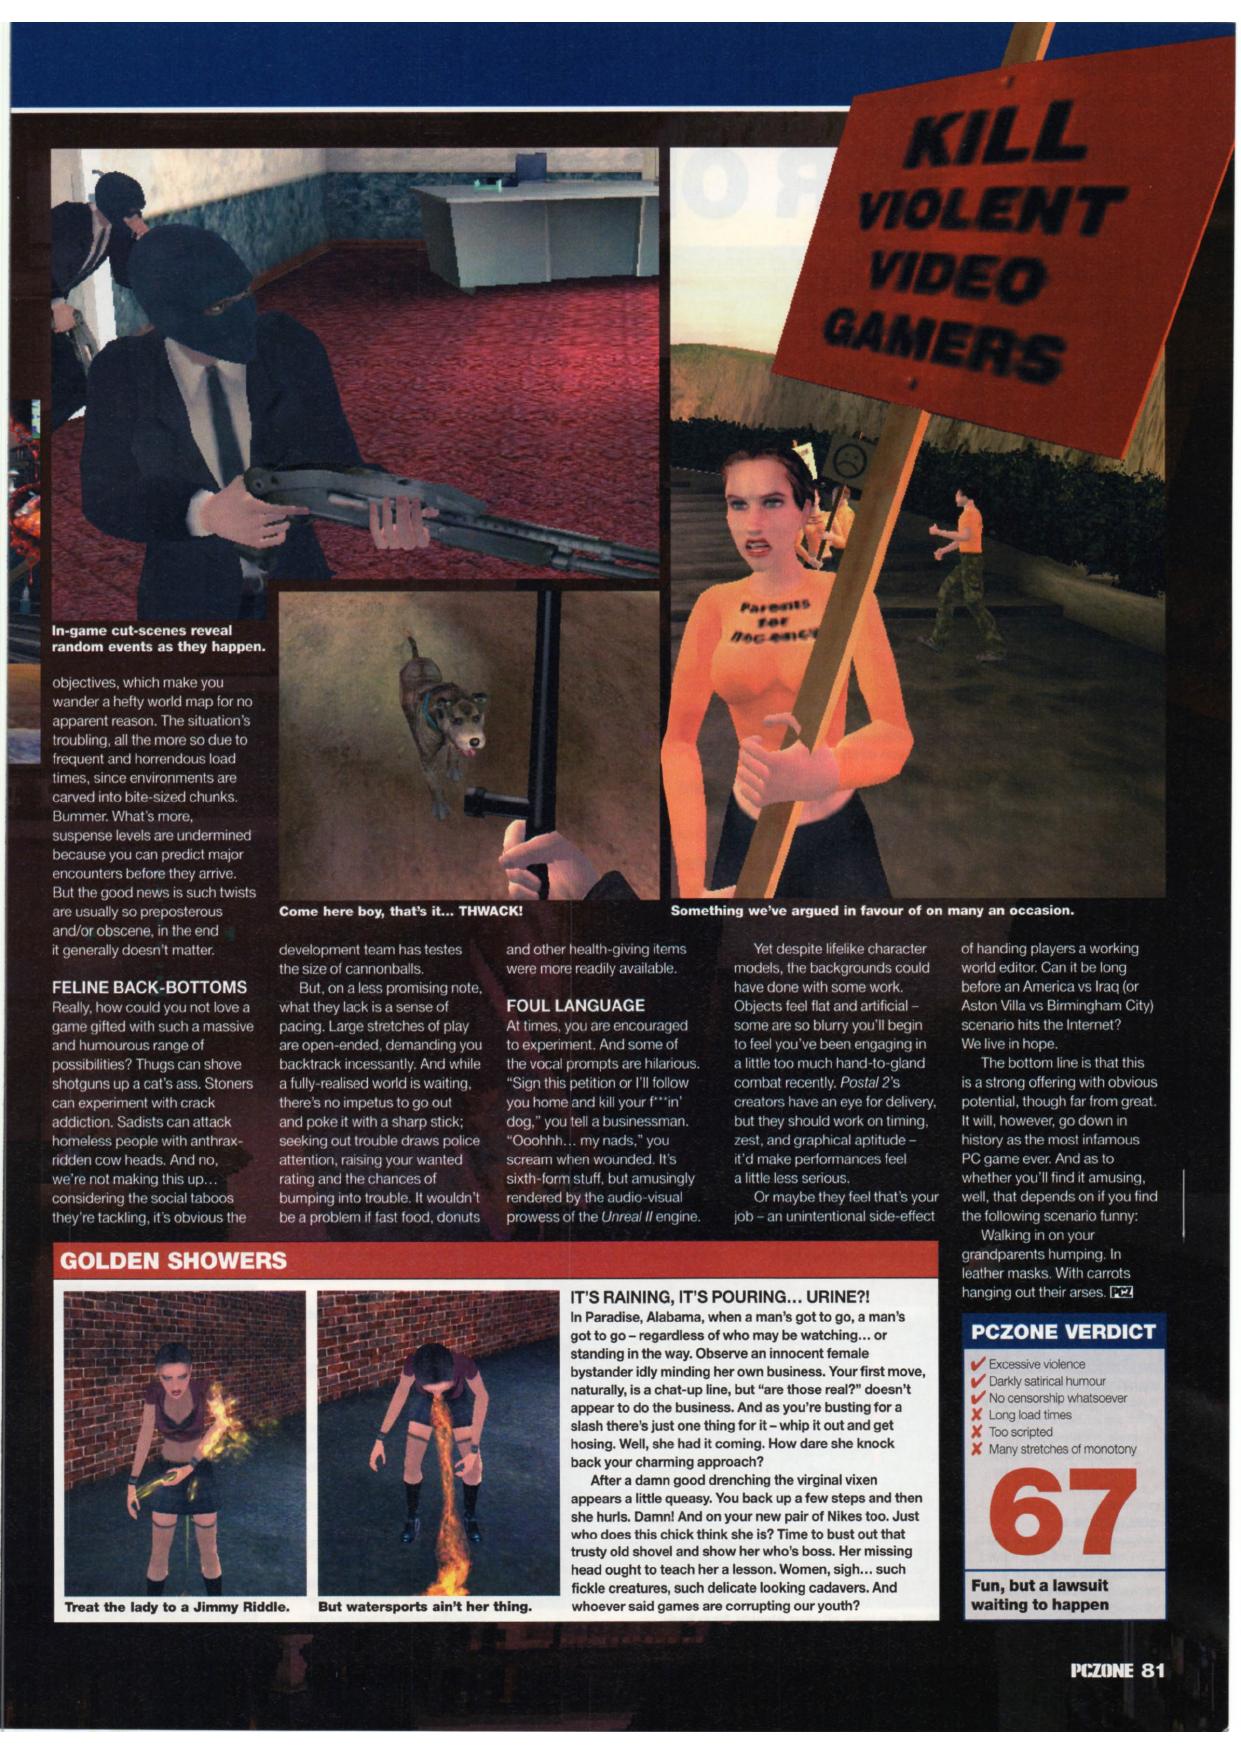 KILL
VIOLENT
VIDEO
GAMERS
Parents
for
In-game cut-scenes reveal
random events as they happen.
Come here boy, that's it... THWACK!
Something we've argued in favour of on many an occasion.
objectives, which make you
wander a hefty world map for no
apparent reason. The situation's
troubling, all the more so due to
frequent and horrendous load
times, since environments are
carved into bite-sized chunks.
Bummer. What's more,
suspense levels are undermined
because you can predict major
encounters before they arrive.
But the good news is such twists
are usually so preposterous
and/or obscene, in the end
it generally doesn't matter.
FELINE BACK-BOTTOMS
Really, how could you not love a
game gifted with such a massive
and humourous range of
possibilities? Thugs can shove
shotguns up a cat's ass. Stoners
can experiment with crack
addiction. Sadists can attack
homeless people with anthrax-
ridden cow heads. And no,
we're not making this up...
considering the social taboos
they're tackling, it's obvious the
development team has testes
the size of cannonballs.
But, on a less promising note,
what they lack is a sense of
pacing. Large stretches of play
are open-ended, demanding you
backtrack incessantly. And while
a fully-realised world is waiting,
there's no impetus to go out
and poke it with a sharp stick;
seeking out trouble draws police
attention, raising your wanted
rating and the chances of
bumping into trouble. It wouldn't
be a problem if fast food, donuts
and other health-giving items
were more readily available.
FOUL LANGUAGE
At times, you are encouraged
to experiment. And some of
the vocal prompts are hilarious.
"Sign this petition or I'll follow
you home and kill your f***in'
dog," you tell a businessman.
"Ooohhh... my nads," you
scream when wounded. It's
sixth-form stuff, but amusingly
rendered by the audio-visual
prowess of the Unreal II engine.
Yet despite lifelike character
models, the backgrounds could
have done with some work.
Objects feel flat and artificial –
some are so blurry you'll begin
to feel you've been engaging in
a little too much hand-to-gland
combat recently. Postal 2's
creators have an eye for delivery,
but they should work on timing,
zest, and graphical aptitude –
it'd make performances feel
a little less serious.
Or maybe they feel that's your
job – an unintentional side-effect
of handing players a working
world editor. Can it be long
before an America vs Iraq (or
Aston Villa vs Birmingham City)
scenario hits the Internet?
We live in hope.
The bottom line is that this
is a strong offering with obvious
potential, though far from great.
It will, however, go down in
history as the most infamous
PC game ever. And as to
whether you'll find it amusing,
well, that depends on if you find
the following scenario funny:
Walking in on your
grandparents humping. In
leather masks. With carrots
hanging out their arses. PCZ
GOLDEN SHOWERS
Treat the lady to a Jimmy Riddle.
But watersports ain't her thing.
IT'S RAINING, IT'S POURING... URINE?!
In Paradise, Alabama, when a man's got to go, a man's
got to go – regardless of who may be watching... or
standing in the way. Observe an innocent female
bystander idly minding her own business. Your first move,
naturally, is a chat-up line, but "are those real?" doesn't
appear to do the business. And as you're busting for a
slash there's just one thing for it – whip it out and get
hosing. Well, she had it coming. How dare she knock
back your charming approach?
After a damn good drenching the virginal vixen
appears a little queasy. You back up a few steps and then
she hurls. Damn! And on your new pair of Nikes too. Just
who does this chick think she is? Time to bust out that
trusty old shovel and show her who's boss. Her missing
head ought to teach her a lesson. Women, sigh... such
fickle creatures, such delicate looking cadavers. And
whoever said games are corrupting our youth?
PCZONE VERDICT
✔ Excessive violence
✔ Darkly satirical humour
✔ No censorship whatsoever
✘ Long load times
✘ Too scripted
✘ Many stretches of monotony
67
Fun, but a lawsuit
waiting to happen
PCZONE 81